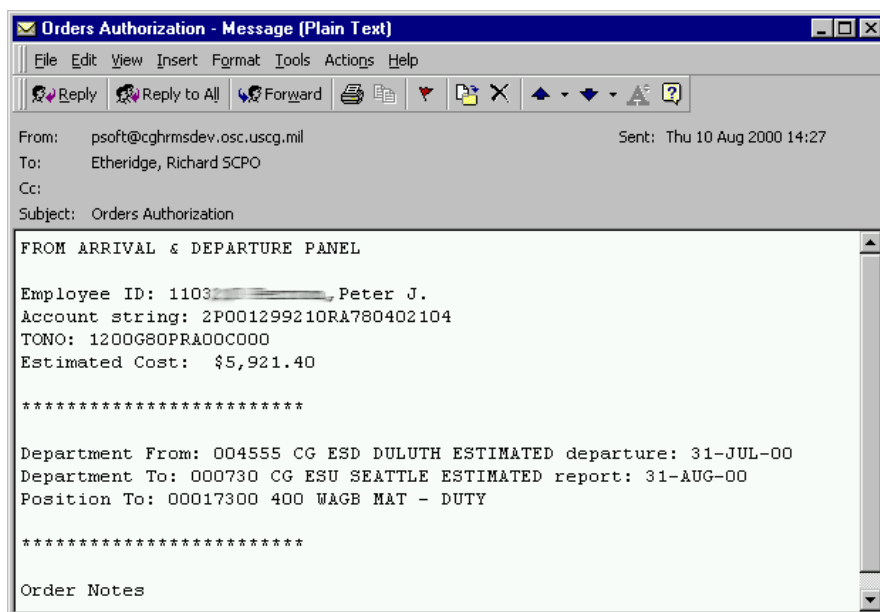 Orders Authorization - Message (Plain Text)
File Edit View Insert Format Tools Actions Help
Reply Reply to All Forward
From: psoft@cghrmsdev.osc.uscg.mil Sent: Thu 10 Aug 2000 14:27
To: Etheridge, Richard SCPO
Cc:
Subject: Orders Authorization
FROM ARRIVAL & DEPARTURE PANEL
Employee ID: 1103 ,Peter J.
Account string: 2P001299210RA780402104
TONO: 1200G80PRA00C000
Estimated Cost: $5,921.40
*************************
Department From: 004555 CG ESD DULUTH ESTIMATED departure: 31-JUL-00
Department To: 000730 CG ESU SEATTLE ESTIMATED report: 31-AUG-00
Position To: 00017300 400 WAGB MAT - DUTY
*************************
Order Notes